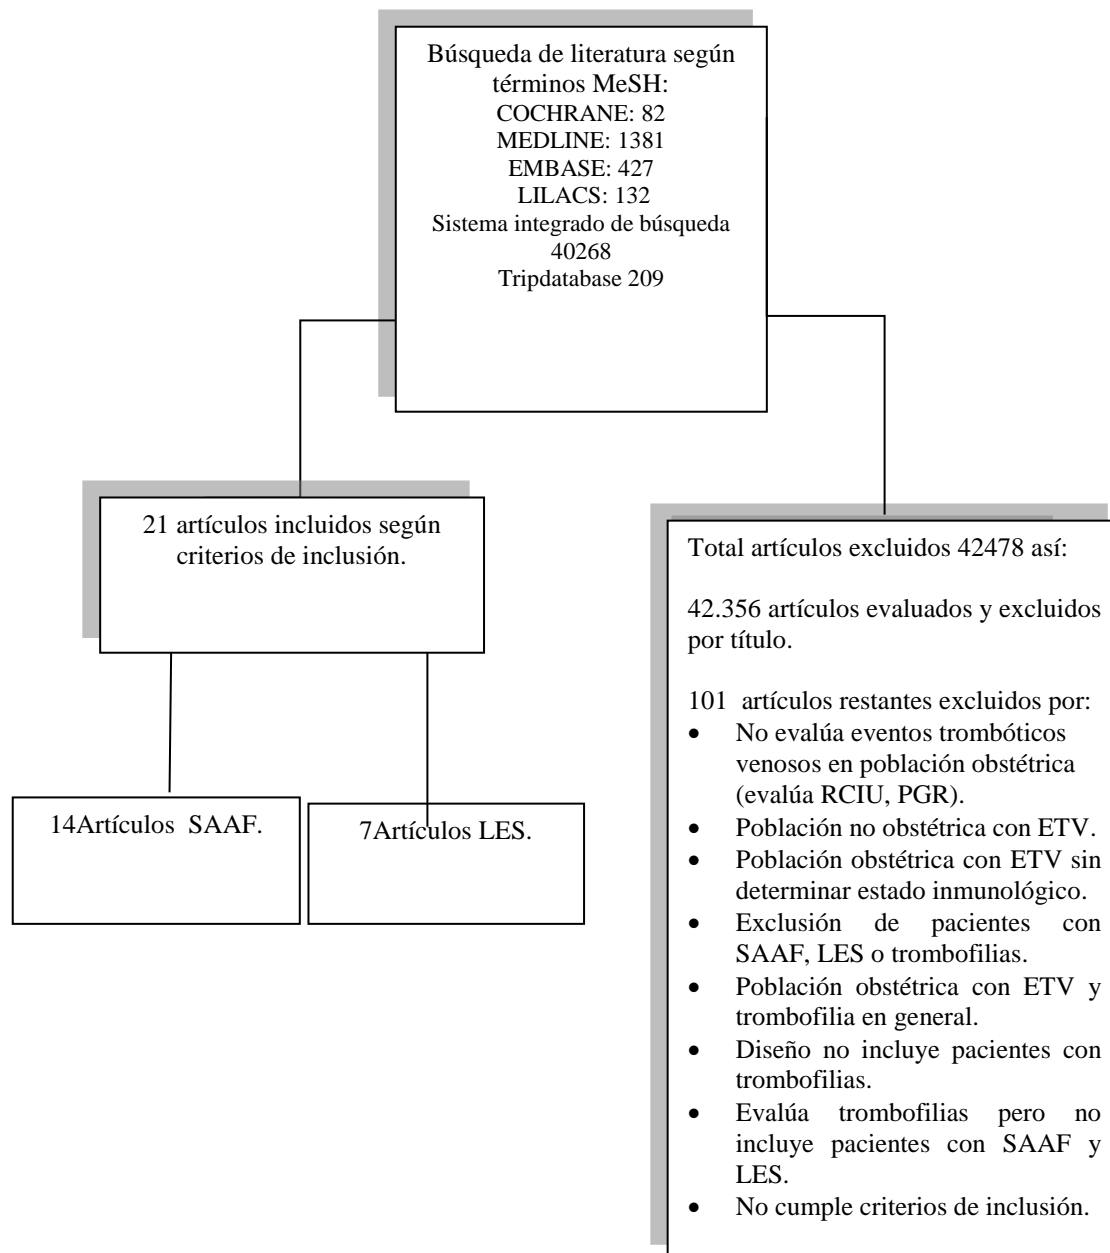 Búsqueda de literatura según
términos MeSH:
COCHRANE: 82
MEDLINE: 1381
EMBASE: 427
LILACS: 132
Sistema integrado de búsqueda
40268
Tripdatabase 209
21 artículos incluidos según
criterios de inclusión.
14Artículos SAAF.
7Artículos LES.
Total artículos excluidos 42478 así:
42.356 artículos evaluados y excluidos
por título.
101 artículos restantes excluidos por:
• No evalúa eventos trombóticos
venosos en población obstétrica
(evalúa RCIU, PGR).
• Población no obstétrica con ETV.
• Población obstétrica con ETV sin
determinar estado inmunológico.
• Exclusión de pacientes con
SAAF, LES o trombofilias.
• Población obstétrica con ETV y
trombofilia en general.
• Diseño no incluye pacientes con
trombofilias.
• Evalúa trombofilias pero no
incluye pacientes con SAAF y
LES.
• No cumple criterios de inclusión.